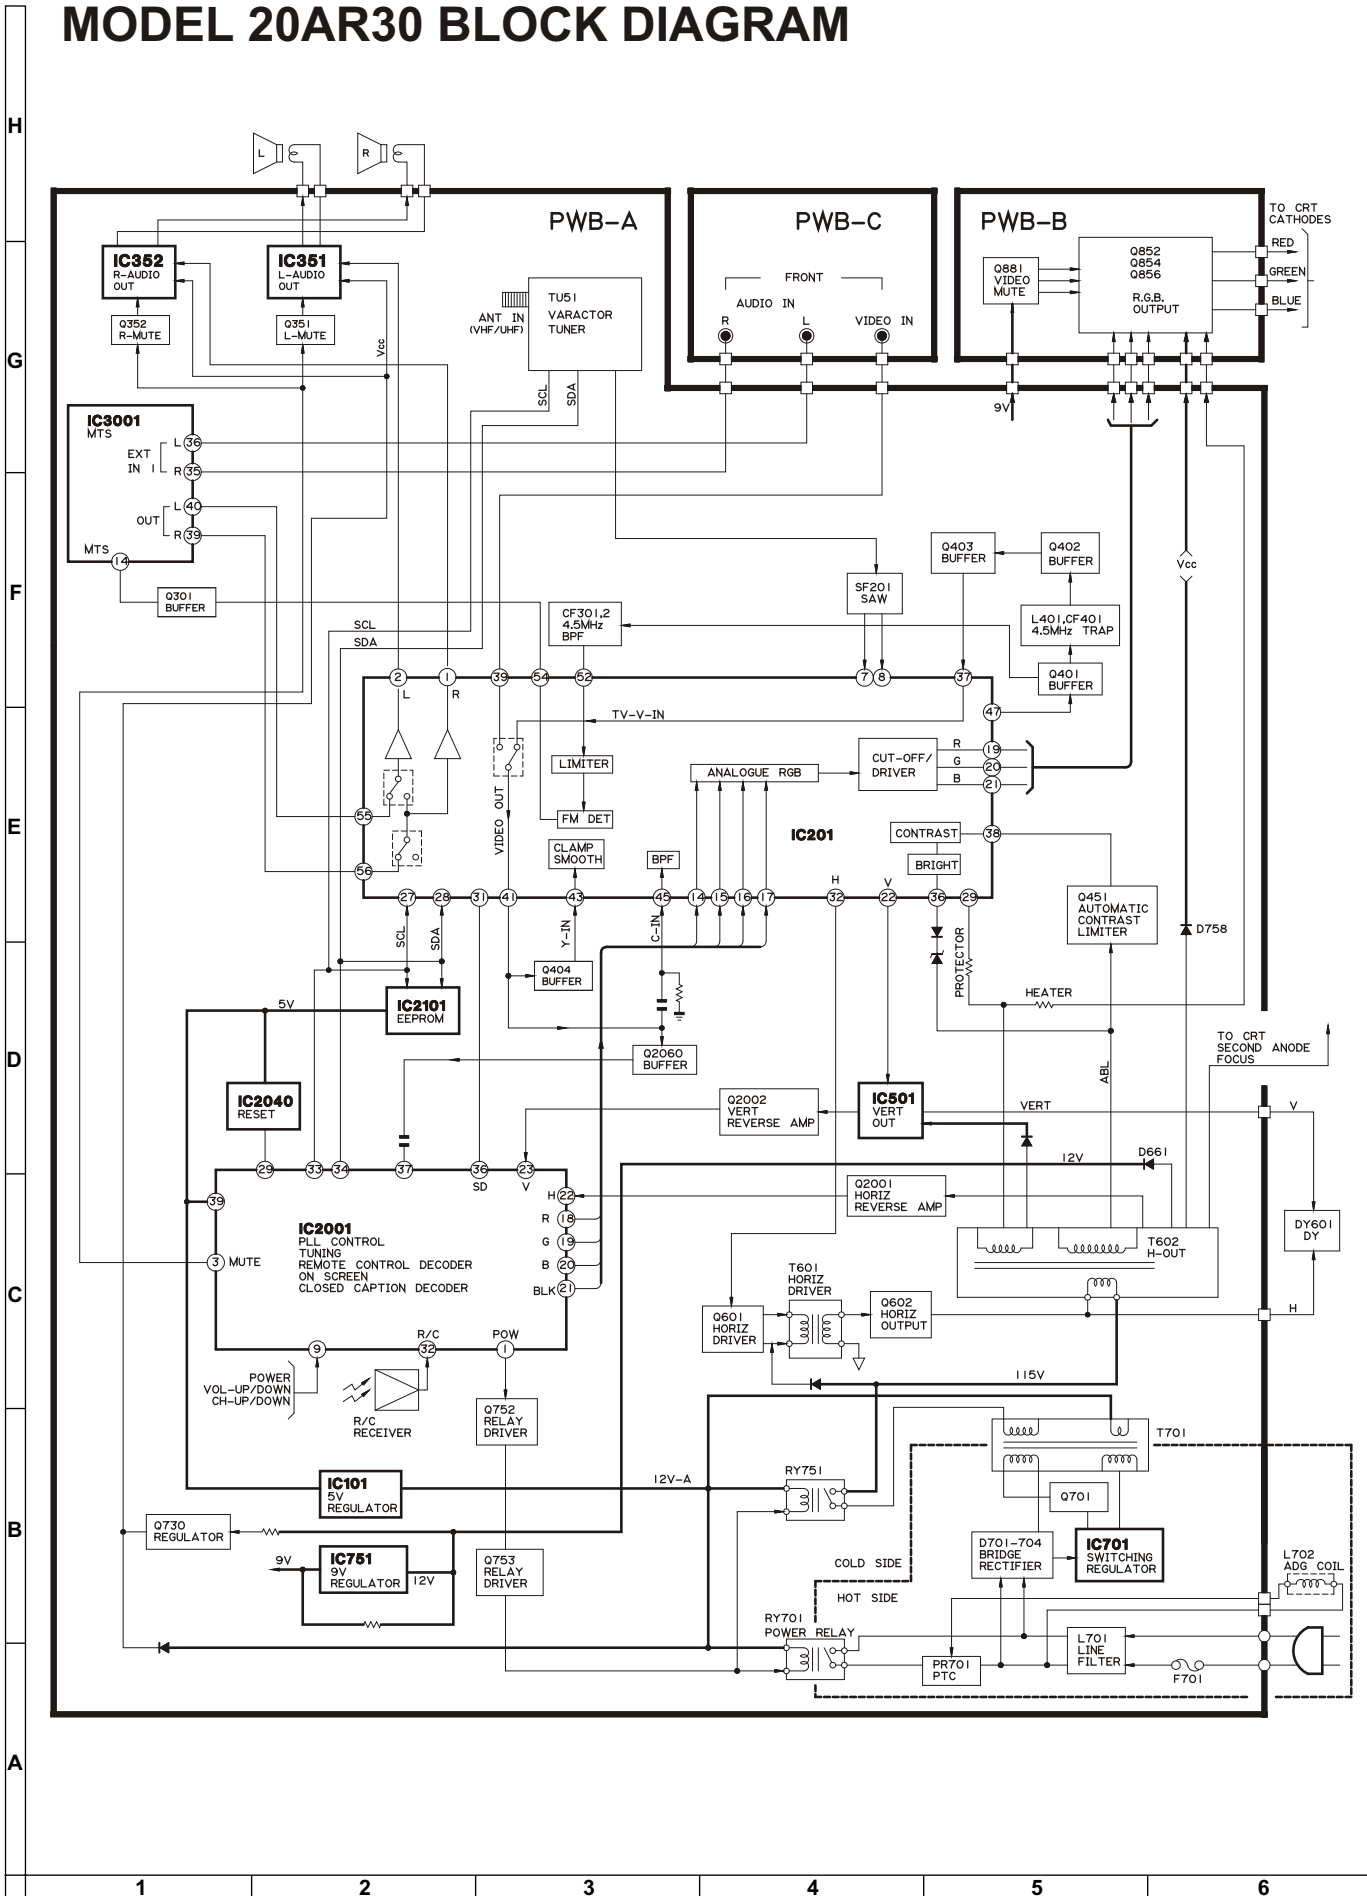 MODEL 20AR30 BLOCK DIAGRAM
H
L
R
PWB-A
PWB-C
PWB-B
TO CRT
CATHODES
RED
GREEN
BLUE
IC352
R-AUDIO
OUT
IC351
L-AUDIO
OUT
Q352
R-MUTE
Q351
L-MUTE
Vcc
ANT IN
(VHF/UHF)
TU51
VARACTOR
TUNER
SCL
SDA
FRONT
AUDIO IN
R
L
VIDEO IN
Q881
VIDEO
MUTE
Q852
Q854
Q856
R.G.B.
OUTPUT
G
9V
IC3001
MTS
EXT
IN 1
L 36
R 35
OUT
L 40
R 39
MTS
14
Q301
BUFFER
F
SCL
SDA
CF301,2
4.5MHz
BPF
SF201
SAW
Q403
BUFFER
Q402
BUFFER
L401,CF401
4.5MHz TRAP
Q401
BUFFER
Vcc
2
L
1
R
39
54
52
7
8
37
47
TV-V-IN
LIMITER
FM DET
VIDEO OUT
ANALOGUE RGB
CUT-OFF/
DRIVER
R
19
G
20
B
21
E
55
56
CLAMP
SMOOTH
BPF
IC201
CONTRAST
BRIGHT
38
H
V
27
28
31
41
43
45
14
15
16
17
32
22
36
29
Q451
AUTOMATIC
CONTRAST
LIMITER
D758
SCL
SDA
Y-IN
C-IN
PROTECTOR
Q404
BUFFER
IC2101
EEPROM
5V
HEATER
D
Q2060
BUFFER
TO CRT
SECOND ANODE
FOCUS
ABL
IC2040
RESET
Q2002
VERT
REVERSE AMP
IC501
VERT
OUT
VERT
V
12V
D661
29
33
34
37
36
SD
23
V
39
H 22
R 18
G 19
B 20
BLK 21
IC2001
PLL CONTROL
TUNING
REMOTE CONTROL DECODER
ON SCREEN
CLOSED CAPTION DECODER
3 MUTE
Q2001
HORIZ
REVERSE AMP
T602
H-OUT
DY601
DY
C
T601
HORIZ
DRIVER
Q601
HORIZ
DRIVER
Q602
HORIZ
OUTPUT
H
9
R/C
32
POW
1
POWER
VOL-UP/DOWN
CH-UP/DOWN
R/C
RECEIVER
115V
Q752
RELAY
DRIVER
T701
IC101
5V
REGULATOR
12V-A
RY751
Q701
B
Q730
REGULATOR
9V
IC751
9V
REGULATOR
12V
Q753
RELAY
DRIVER
D701-704
BRIDGE
RECTIFIER
IC701
SWITCHING
REGULATOR
COLD SIDE
HOT SIDE
L702
ADG COIL
RY701
POWER RELAY
L701
LINE
FILTER
PR701
PTC
F701
A
1
2
3
4
5
6